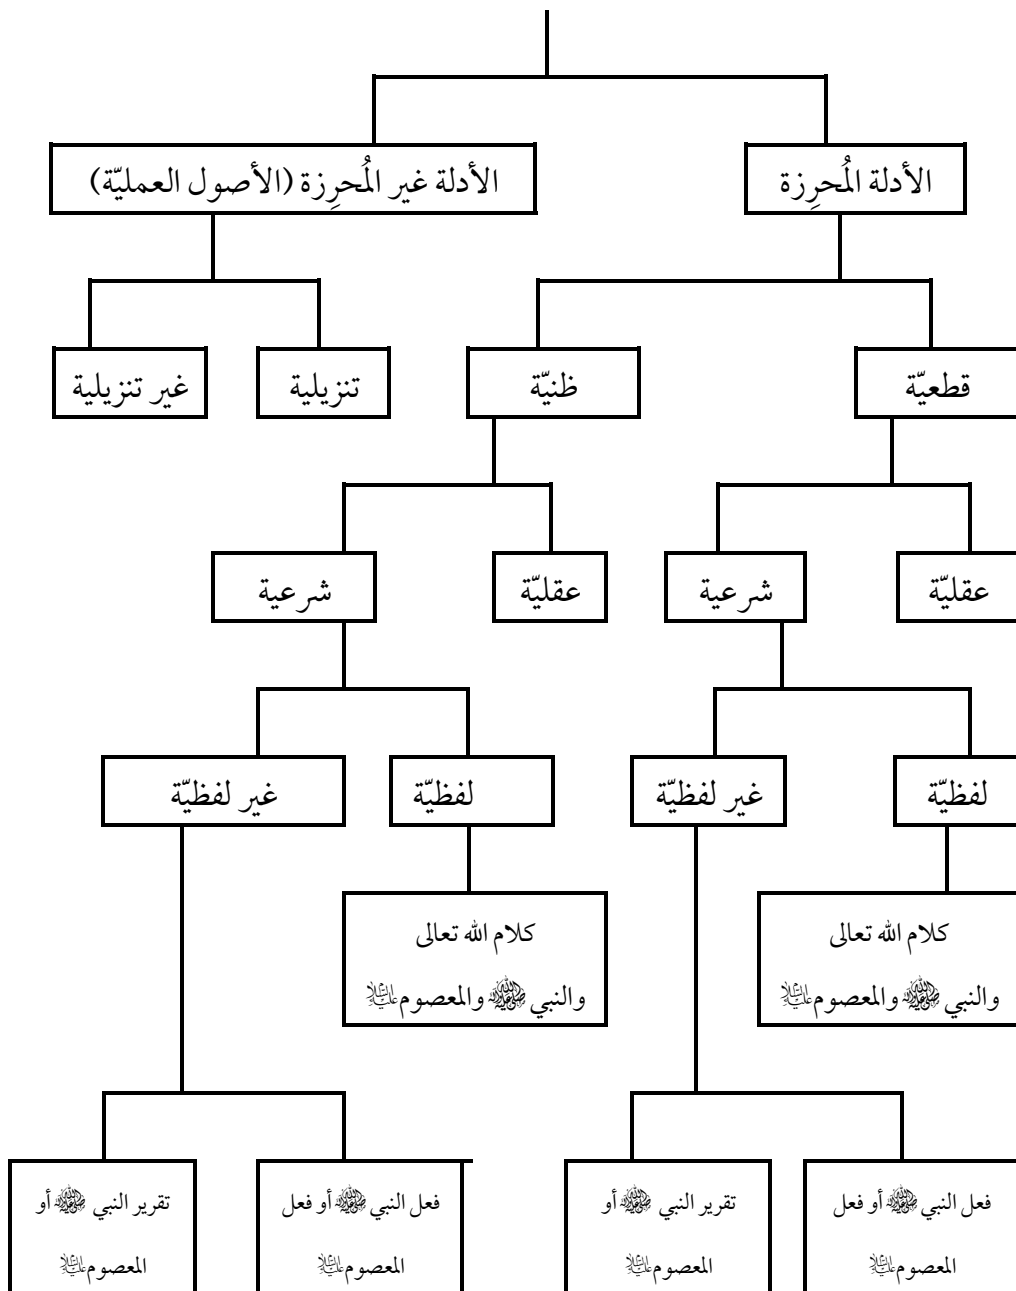 الأدلة المُحرِزة
الأدلة غير المُحرِزة (الأصول العمليّة)
قطعيّة
ظنيّة
تنزيلية
غير تنزيلية
عقليّة
شرعية
عقليّة
شرعية
لفظيّة
غير لفظيّة
لفظيّة
غير لفظيّة
كلام الله تعالى
والنبي ﷺ والمعصوم عليه السلام
كلام الله تعالى
والنبي ﷺ والمعصوم عليه السلام
فعل النبي ﷺ أو فعل
المعصوم عليه السلام
تقرير النبي ﷺ أو
المعصوم عليه السلام
فعل النبي ﷺ أو فعل
المعصوم عليه السلام
تقرير النبي ﷺ أو
المعصوم عليه السلام